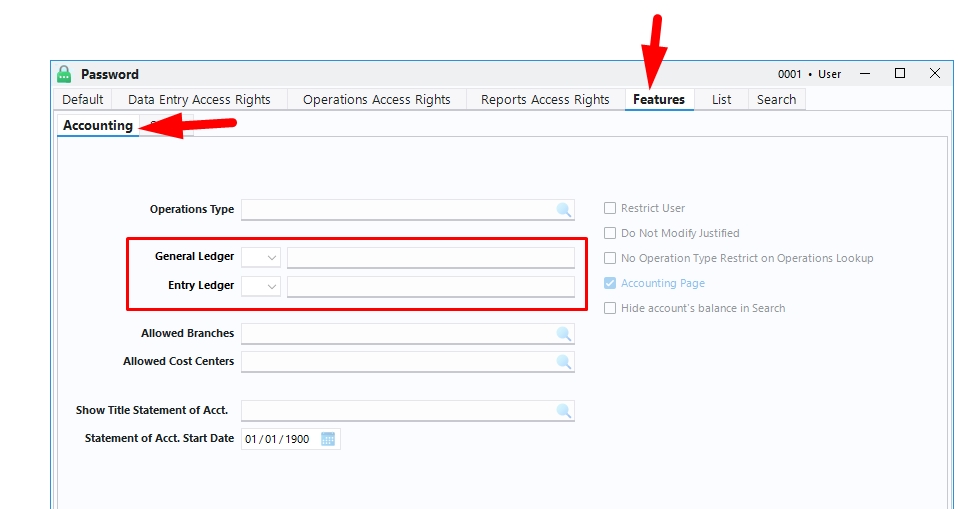 Password
0001 • User
Default
Data Entry Access Rights
Operations Access Rights
Reports Access Rights
Features
List
Search
Accounting
Operations Type
Restrict User
Do Not Modify Justified
General Ledger
No Operation Type Restrict on Operations Lookup
Entry Ledger
Accounting Page
Hide account's balance in Search
Allowed Branches
Allowed Cost Centers
Show Title Statement of Acct.
Statement of Acct. Start Date
01/01/1900